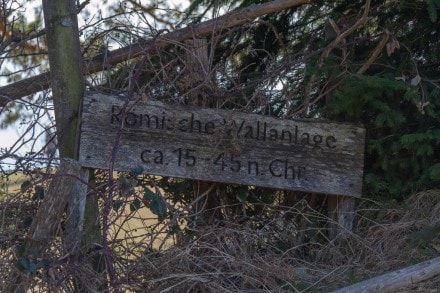 Römische Wallanlage
ca. 15 - 45 n. Chr.